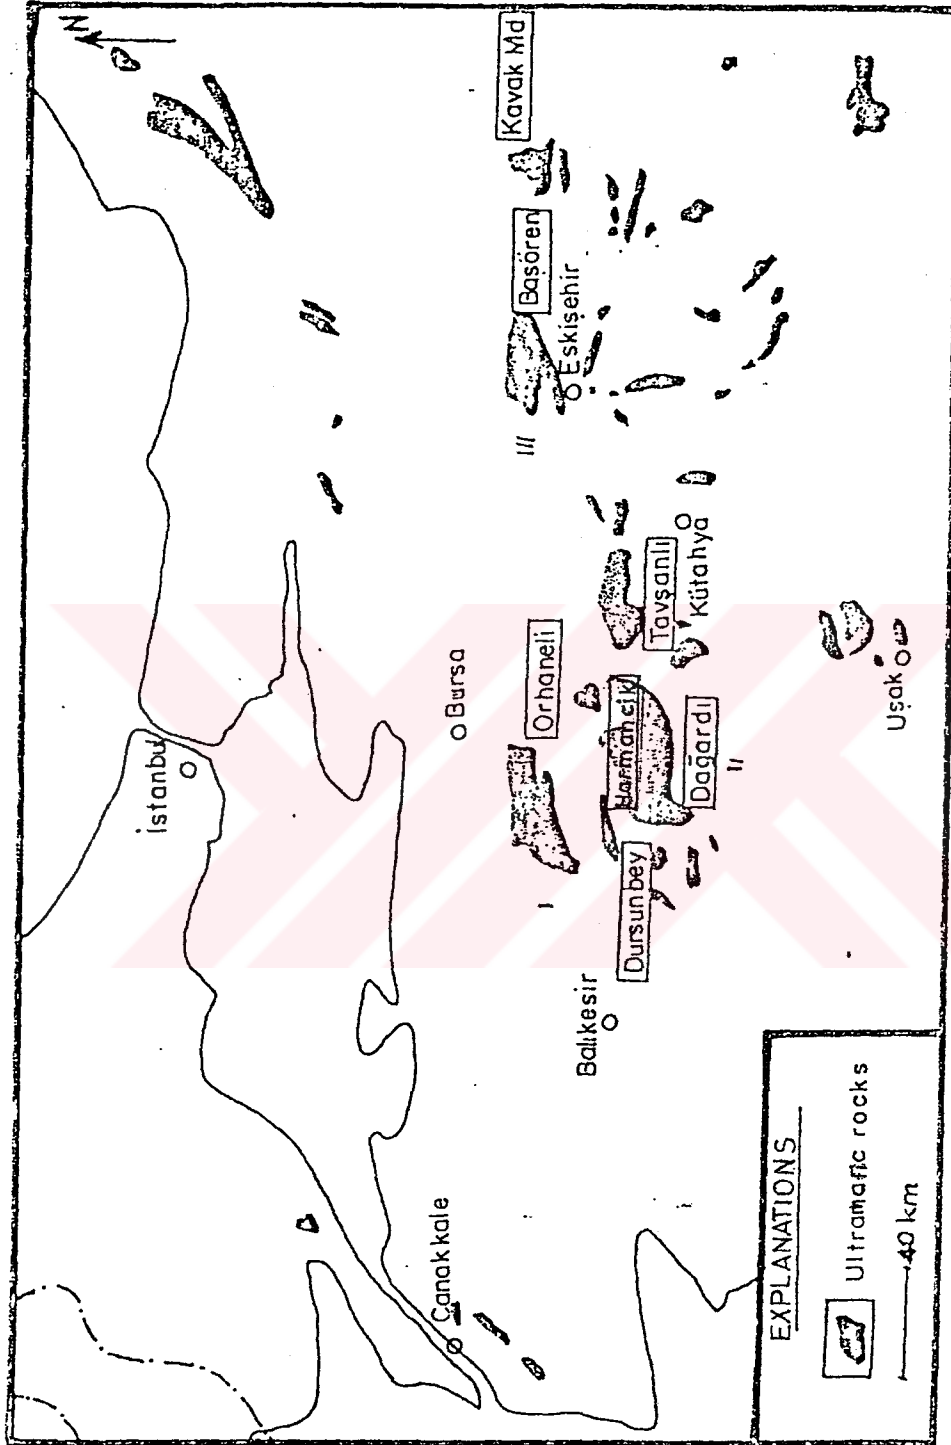 N
İstanbul
Bursa
Çanakkale
Balıkesir
I
Orhaneli
Dursunbey
Harmancık
Dağardı
II
Tavşanlı
Kütahya
Uşak
III
Başören
Eskişehir
Kavak Md
EXPLANATIONS
Ultramafic rocks
40 km